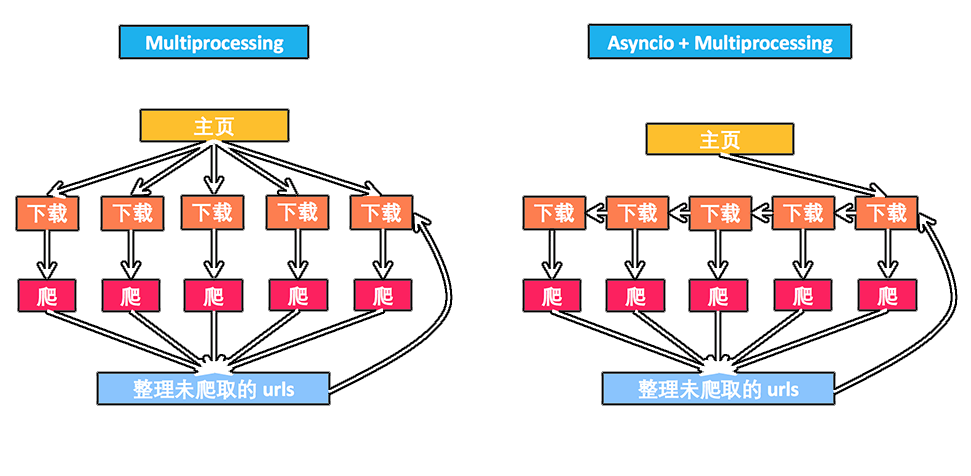 Multiprocessing
主页
下载 下载 下载 下载 下载
爬 爬 爬 爬 爬
整理未爬取的 urls
Asyncio + Multiprocessing
主页
下载 下载 下载 下载 下载
爬 爬 爬 爬 爬
整理未爬取的 urls